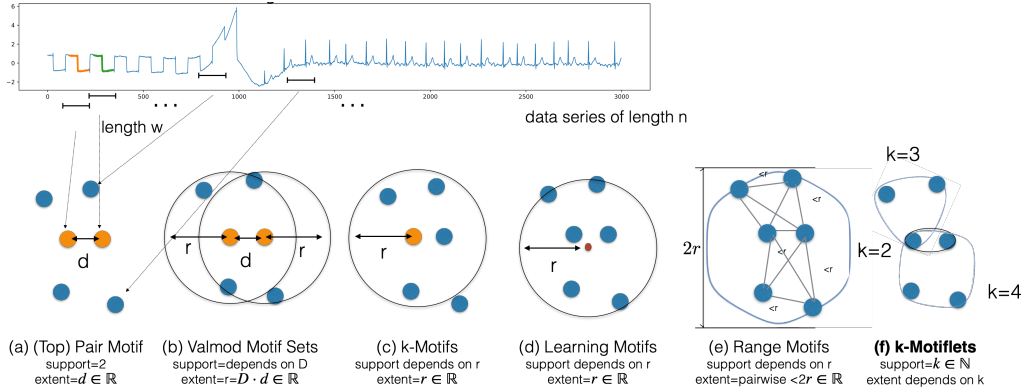 6
4
2
0
−2
0 500 1000 1500 2000 2500 3000
length w
data series of length n
d
r d r
r
r
2r
<r
<r
<r
<r
<r
k=3
k=2
k=4
(a) (Top) Pair Motif
support=2
extent=d ∈ ℝ
(b) Valmod Motif Sets
support=depends on D
extent=r=D · d ∈ ℝ
(c) k-Motifs
support depends on r
extent=r ∈ ℝ
(d) Learning Motifs
support depends on r
extent=r ∈ ℝ
(e) Range Motifs
support depends on r
extent=pairwise <2r ∈ ℝ
(f) k-Motiflets
support=k ∈ ℕ
extent depends on k